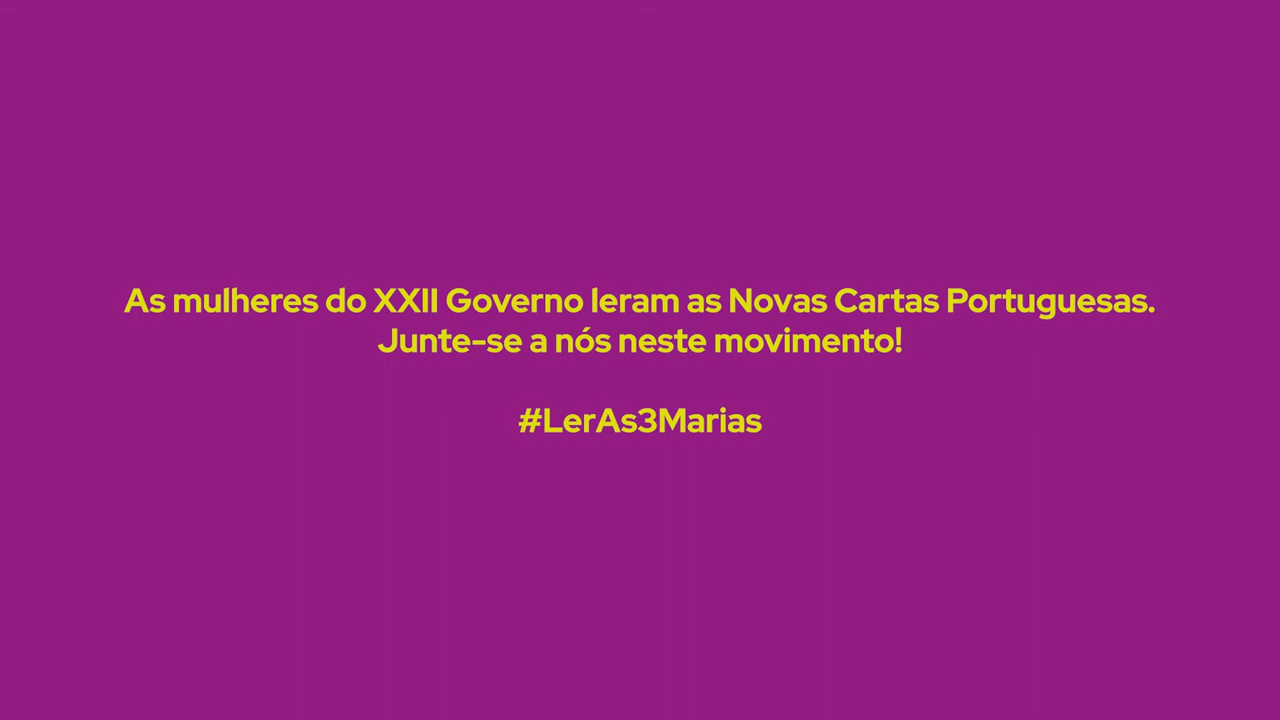 As mulheres do XXII Governo leram as Novas Cartas Portuguesas.
Junte-se a nós neste movimento!
#LerAs3Marias